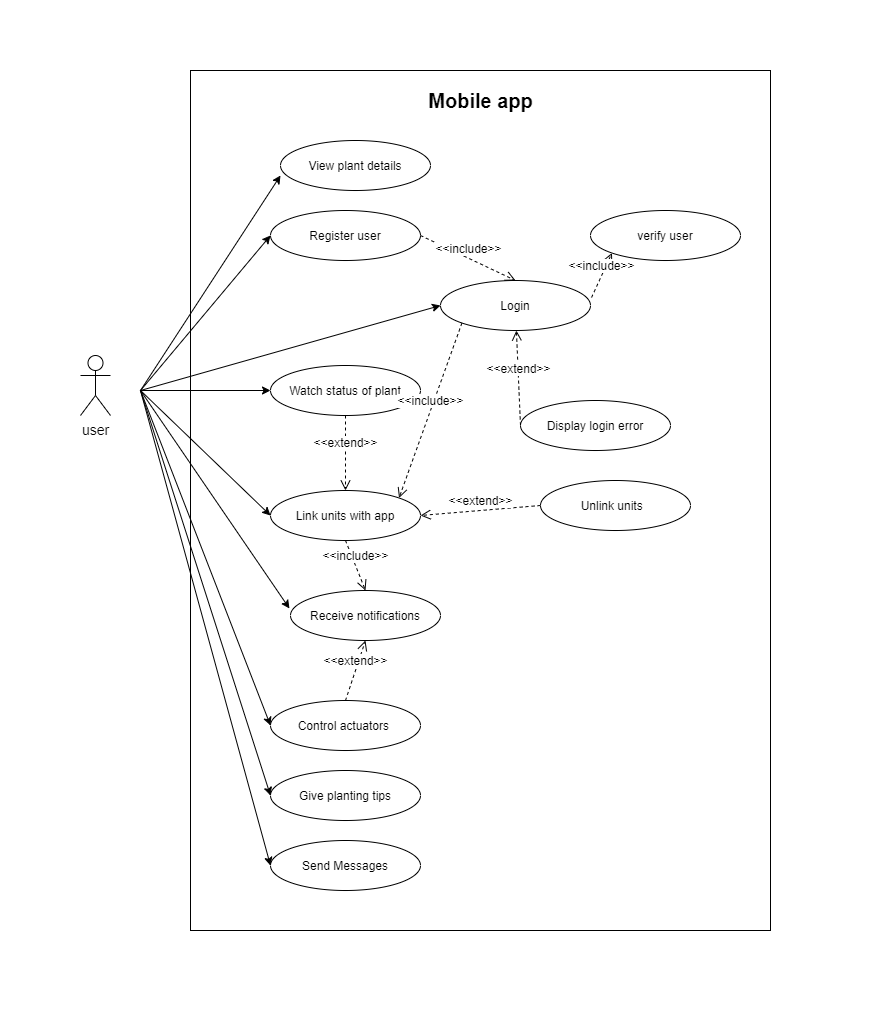 Mobile app
View plant details
Register user
<<include>>
verify user
<<include>>
Login
user
Watch status of plant
<<extend>>
<<include>>
Display login error
<<extend>>
Link units with app
<<extend>>
Unlink units
<<include>>
Receive notifications
<<extend>>
Control actuators
Give planting tips
Send Messages